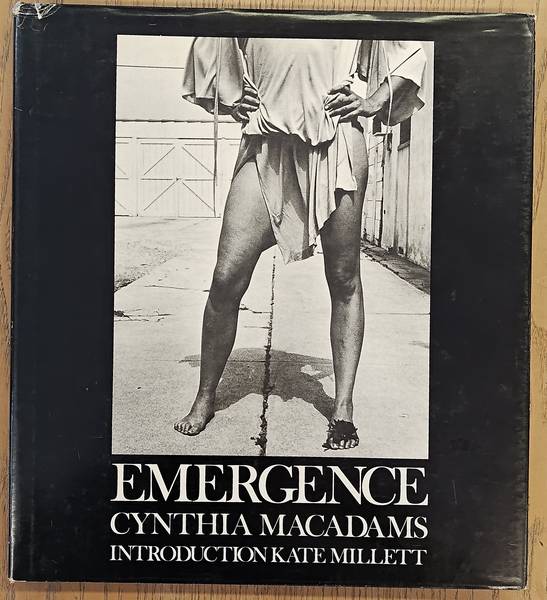 EMERGENCE
CYNTHIA MACADAMS
INTRODUCTION KATE MILLETT